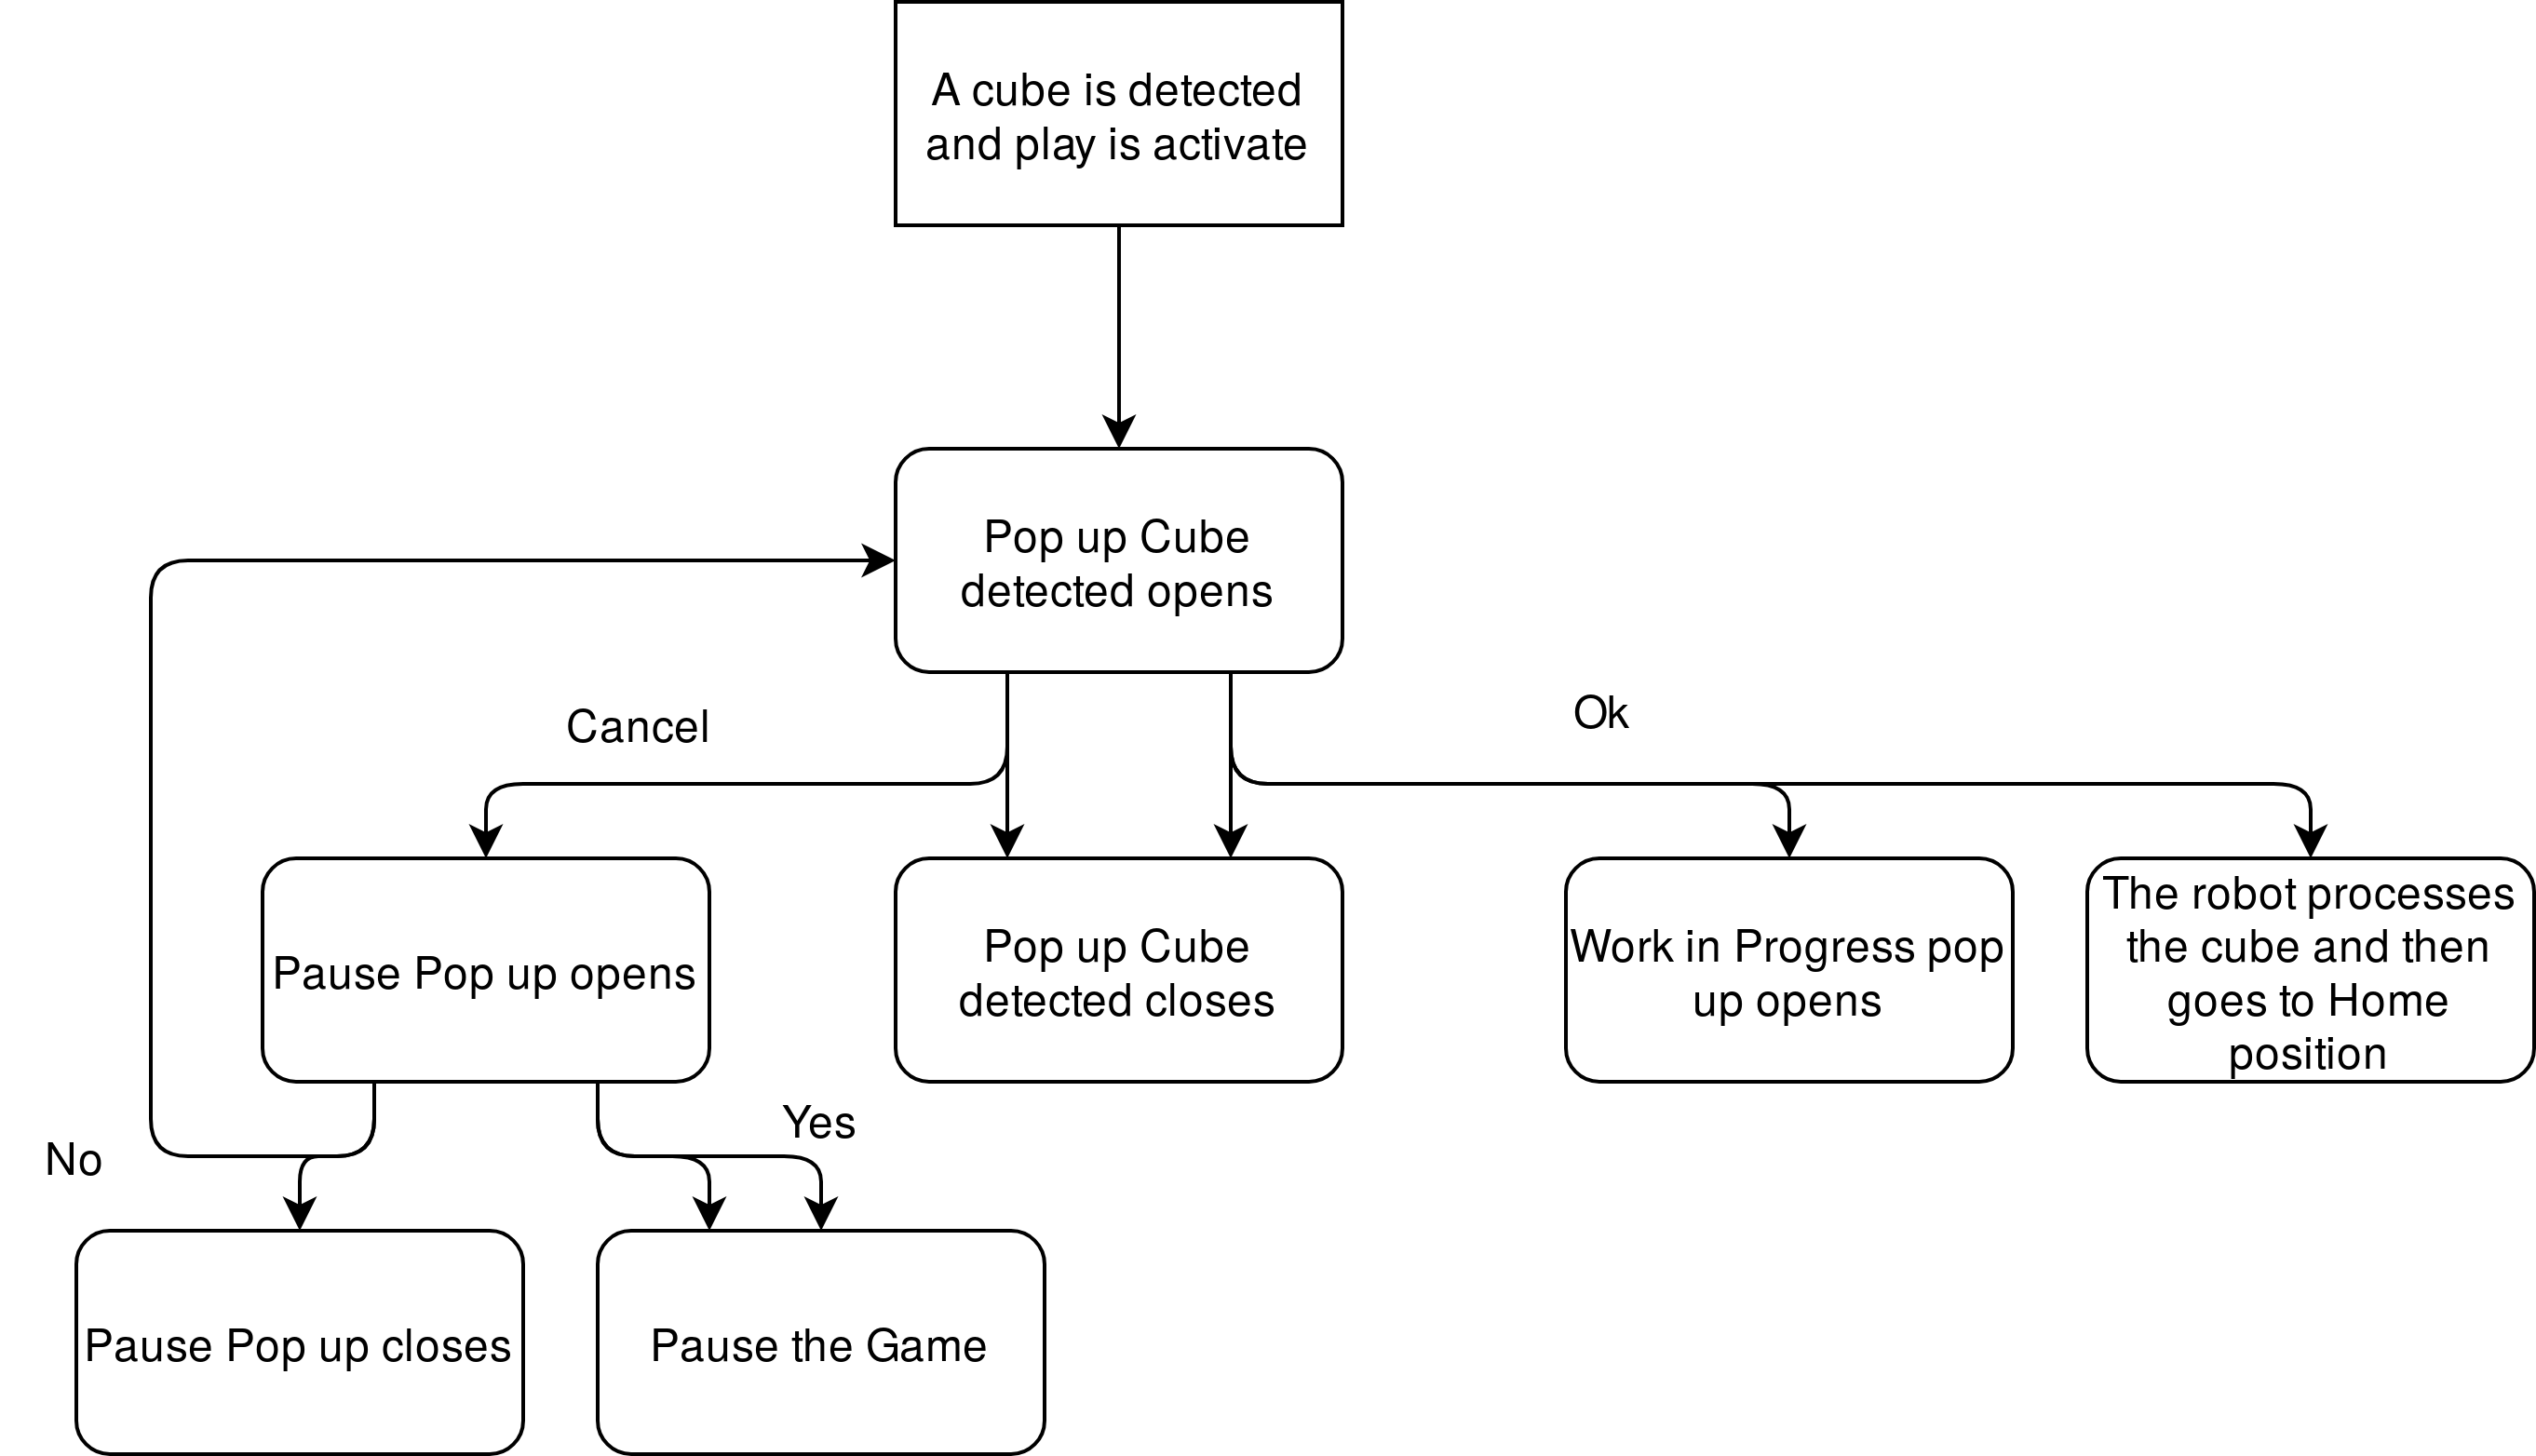 A cube is detected
and play is activate
Pop up Cube
detected opens
Cancel
Ok
Pause Pop up opens
Pop up Cube
detected closes
Work in Progress pop
up opens
The robot processes
the cube and then
goes to Home
position
No
Yes
Pause Pop up closes
Pause the Game